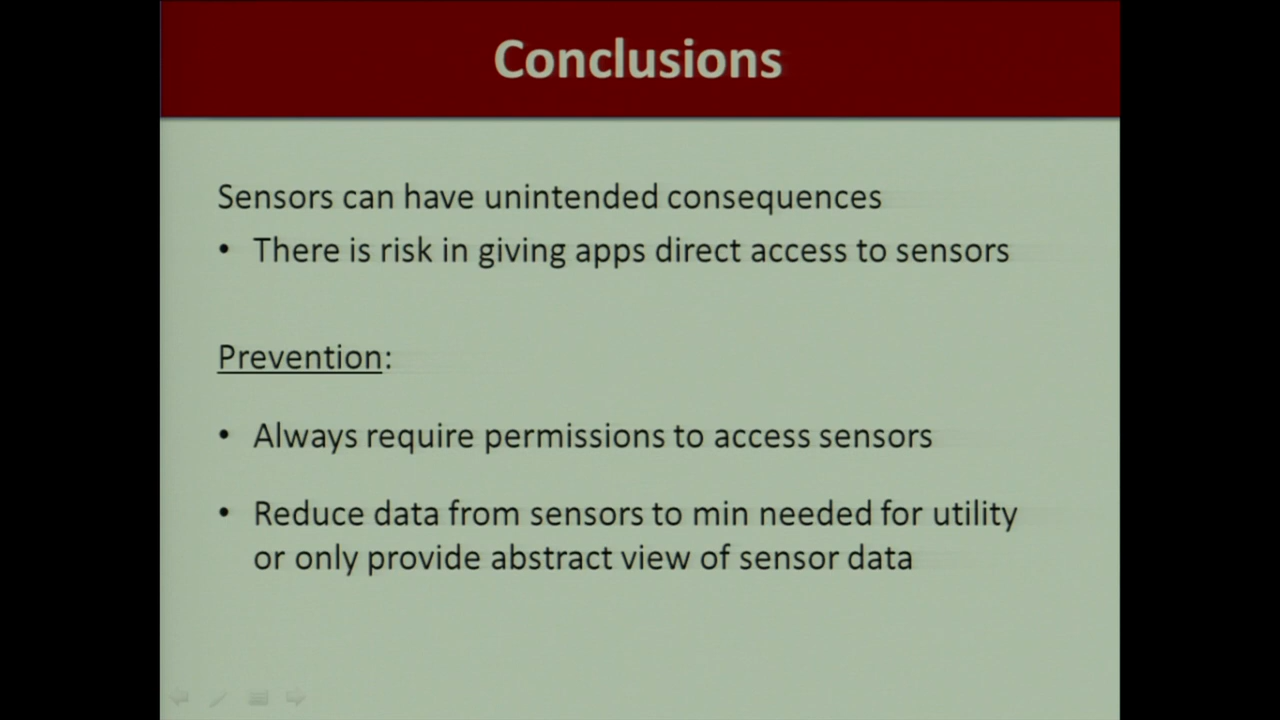 Conclusions
Sensors can have unintended consequences
• There is risk in giving apps direct access to sensors
Prevention:
• Always require permissions to access sensors
• Reduce data from sensors to min needed for utility
or only provide abstract view of sensor data